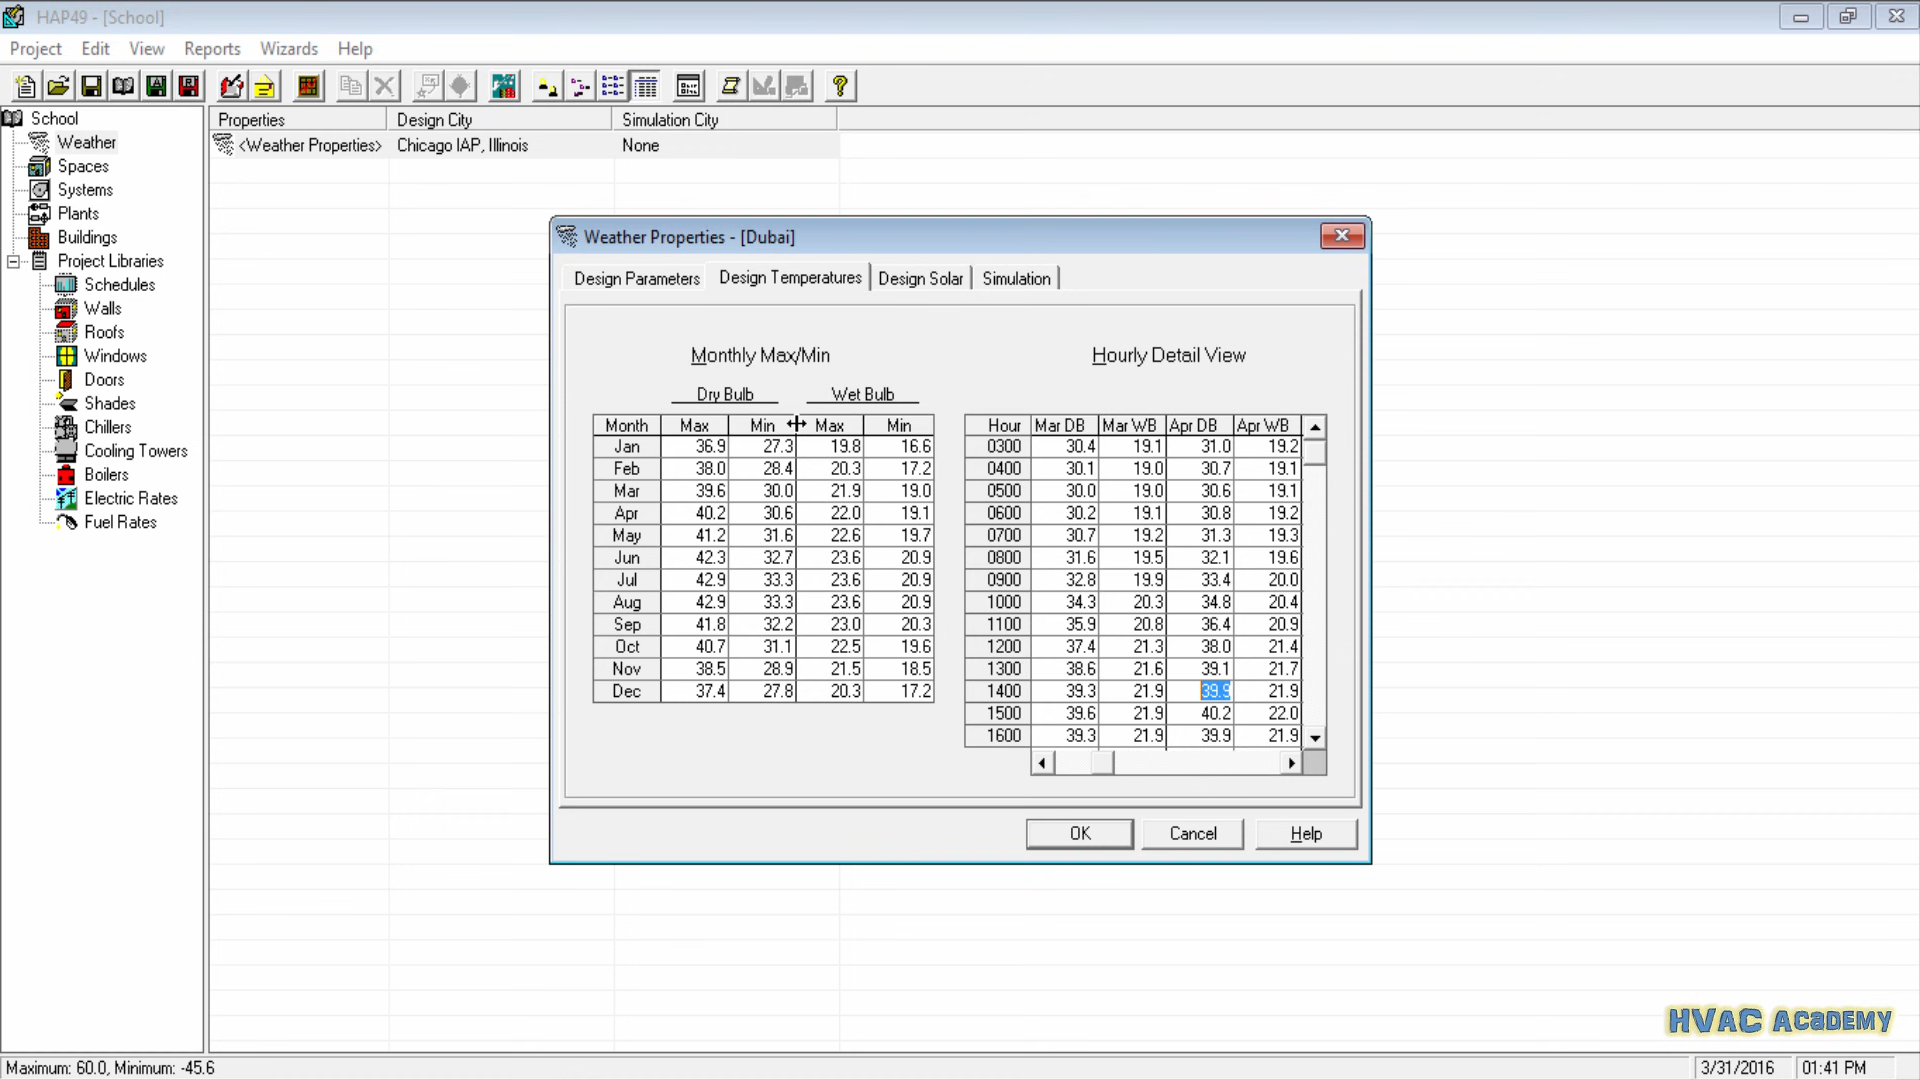 HAP49 - [School]
Project Edit View Reports Wizards Help
School
Weather
Spaces
Systems
Plants
Buildings
Project Libraries
Schedules
Walls
Roofs
Windows
Doors
Shades
Chillers
Cooling Towers
Boilers
Electric Rates
Fuel Rates
Properties Design City Simulation City
<Weather Properties> Chicago IAP, Illinois None
Weather Properties - [Dubai]
Design Parameters Design Temperatures Design Solar Simulation
Monthly Max/Min
Dry Bulb Wet Bulb
Month Max Min Max Min
Jan 36.9 27.3 19.8 16.6
Feb 38.0 28.4 20.3 17.2
Mar 39.6 30.0 21.9 19.0
Apr 40.2 30.6 22.0 19.1
May 41.2 31.6 22.6 19.7
Jun 42.3 32.7 23.6 20.9
Jul 42.9 33.3 23.6 20.9
Aug 42.9 33.3 23.6 20.9
Sep 41.8 32.2 23.0 20.3
Oct 40.7 31.1 22.5 19.6
Nov 38.5 28.9 21.5 18.5
Dec 37.4 27.8 20.3 17.2
Hourly Detail View
Hour Mar DB Mar WB Apr DB Apr WB
0300 30.4 19.1 31.0 19.2
0400 30.1 19.0 30.7 19.1
0500 30.0 19.0 30.6 19.1
0600 30.2 19.1 30.8 19.2
0700 30.7 19.2 31.3 19.3
0800 31.6 19.5 32.1 19.6
0900 32.8 19.9 33.4 20.0
1000 34.3 20.3 34.8 20.4
1100 35.9 20.8 36.4 20.9
1200 37.4 21.3 38.0 21.4
1300 38.6 21.6 39.1 21.7
1400 39.3 21.9 39.9 21.9
1500 39.6 21.9 40.2 22.0
1600 39.3 21.9 39.9 21.9
OK Cancel Help
HVAC Academy
Maximum: 60.0, Minimum: -45.6 3/31/2016 01:41 PM